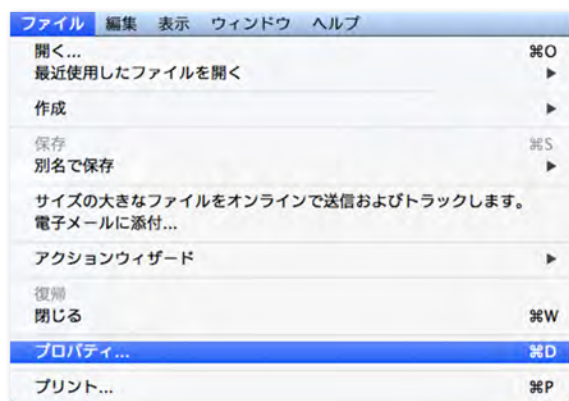 ファイル 編集 表示 ウィンドウ ヘルプ
開く... ⌘O
最近使用したファイルを開く ▶
作成 ▶
保存 ⌘S
別名で保存 ▶
サイズの大きなファイルをオンラインで送信およびトラックします。
電子メールに添付...
アクションウィザード ▶
復帰
閉じる ⌘W
プロパティ... ⌘D
プリント... ⌘P